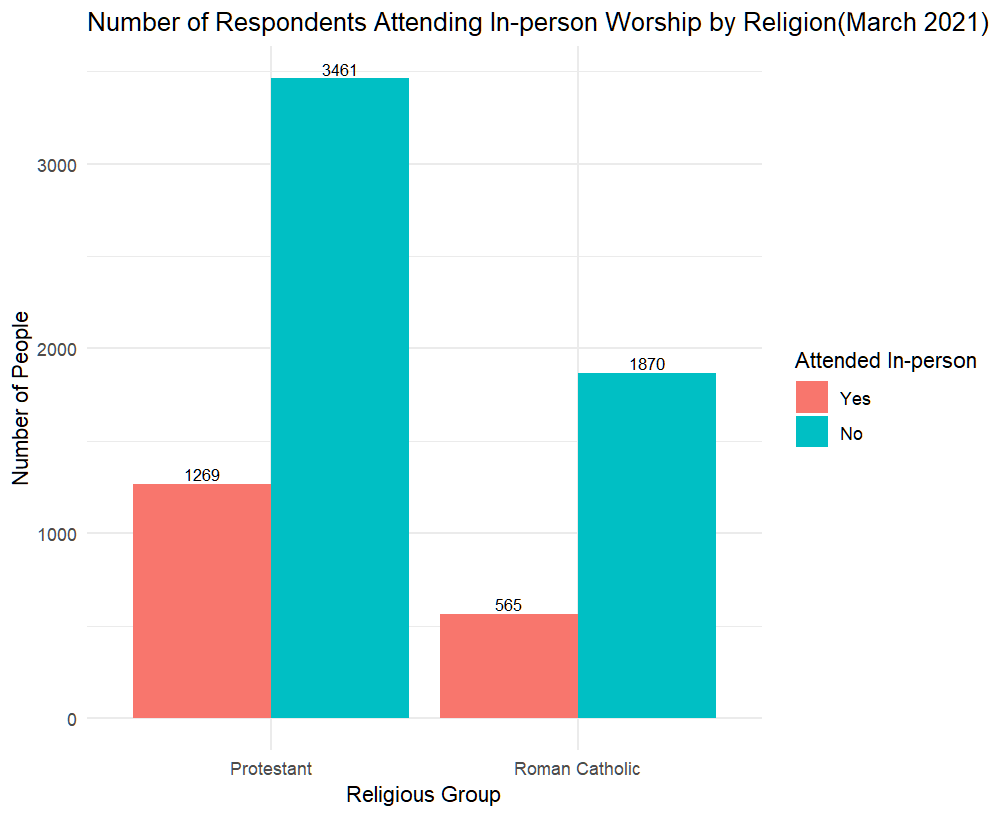 Number of Respondents Attending In-person Worship by Religion(March 2021)
3461
3000
Number of People
2000
1870
Attended In-person
Yes
No
1269
1000
565
0
Protestant
Roman Catholic
Religious Group